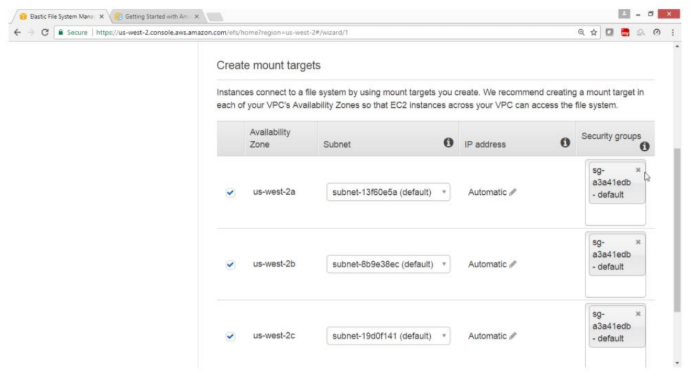 Elastic File System Mana
Getting Started with Am
Secure
https://us-west-2.console.aws.amazon.com/efs/home?region=us-west-2#/wizard/1
Create mount targets
Instances connect to a file system by using mount targets you create. We recommend creating a mount target in
each of your VPC's Availability Zones so that EC2 instances across your VPC can access the file system.
Availability
Zone
Subnet
IP address
Security groups
us-west-2a
subnet-13f60e5a (default)
Automatic
sg-
a3a41edb
- default
us-west-2b
subnet-8b9e38ec (default)
Automatic
sg-
a3a41edb
- default
us-west-2c
subnet-19d0f141 (default)
Automatic
sg-
a3a41edb
- default